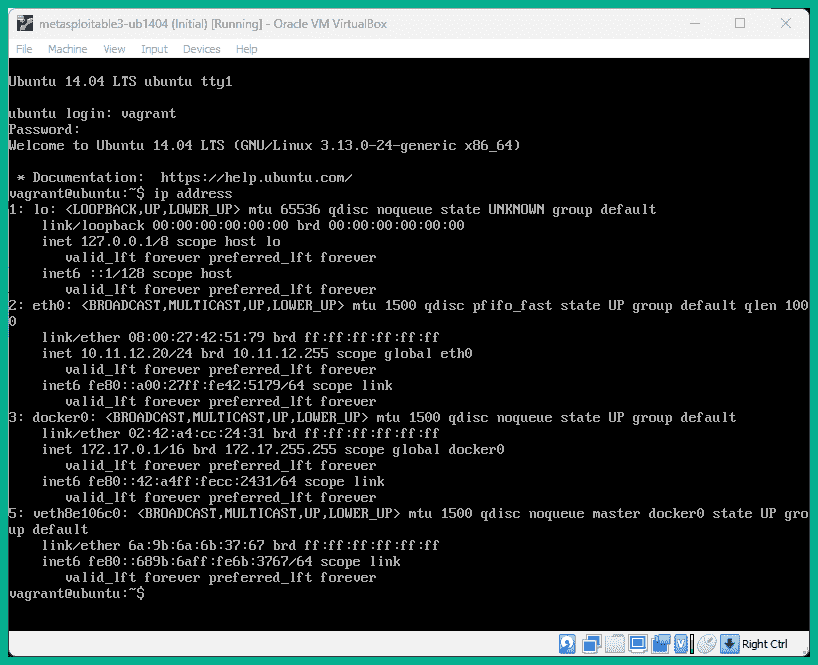 metasploitable3-ub1404 (Initial) [Running] - Oracle VM VirtualBox
File Machine View Input Devices Help
Ubuntu 14.04 LTS ubuntu tty1
ubuntu login: vagrant
Password:
Welcome to Ubuntu 14.04 LTS (GNU/Linux 3.13.0-24-generic x86_64)
* Documentation:  https://help.ubuntu.com/
vagrant@ubuntu:~$ ip address
1: lo: <LOOPBACK,UP,LOWER_UP> mtu 65536 qdisc noqueue state UNKNOWN group default
link/loopback 00:00:00:00:00:00 brd 00:00:00:00:00:00
inet 127.0.0.1/8 scope host lo
valid_lft forever preferred_lft forever
inet6 ::1/128 scope host
valid_lft forever preferred_lft forever
2: eth0: <BROADCAST,MULTICAST,UP,LOWER_UP> mtu 1500 qdisc pfifo_fast state UP group default qlen 100
0
link/ether 08:00:27:42:51:79 brd ff:ff:ff:ff:ff:ff
inet 10.11.12.20/24 brd 10.11.12.255 scope global eth0
valid_lft forever preferred_lft forever
inet6 fe80::a00:27ff:fe42:5179/64 scope link
valid_lft forever preferred_lft forever
3: docker0: <BROADCAST,MULTICAST,UP,LOWER_UP> mtu 1500 qdisc noqueue state UP group default
link/ether 02:42:a4:cc:24:31 brd ff:ff:ff:ff:ff:ff
inet 172.17.0.1/16 brd 172.17.255.255 scope global docker0
valid_lft forever preferred_lft forever
inet6 fe80::42:a4ff:fecc:2431/64 scope link
valid_lft forever preferred_lft forever
5: veth8e106c0: <BROADCAST,MULTICAST,UP,LOWER_UP> mtu 1500 qdisc noqueue master docker0 state UP gro
up default
link/ether 6a:9b:6a:6b:37:67 brd ff:ff:ff:ff:ff:ff
inet6 fe80::689b:6aff:fe6b:3767/64 scope link
valid_lft forever preferred_lft forever
vagrant@ubuntu:~$
Right Ctrl